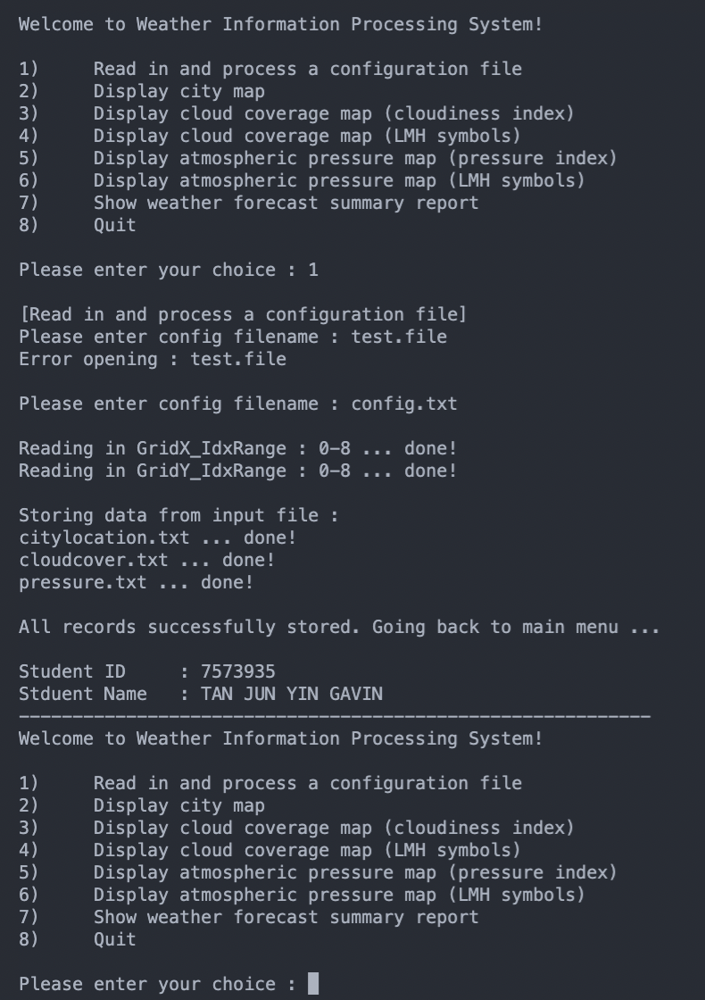 Welcome to Weather Information Processing System!
1) Read in and process a configuration file
2) Display city map
3) Display cloud coverage map (cloudiness index)
4) Display cloud coverage map (LMH symbols)
5) Display atmospheric pressure map (pressure index)
6) Display atmospheric pressure map (LMH symbols)
7) Show weather forecast summary report
8) Quit
Please enter your choice : 1
[Read in and process a configuration file]
Please enter config filename : test.file
Error opening : test.file
Please enter config filename : config.txt
Reading in GridX_IdxRange : 0-8 ... done!
Reading in GridY_IdxRange : 0-8 ... done!
Storing data from input file :
citylocation.txt ... done!
cloudcover.txt ... done!
pressure.txt ... done!
All records successfully stored. Going back to main menu ...
Student ID : 7573935
Stduent Name : TAN JUN YIN GAVIN
-----------------------------------------------------------
Welcome to Weather Information Processing System!
1) Read in and process a configuration file
2) Display city map
3) Display cloud coverage map (cloudiness index)
4) Display cloud coverage map (LMH symbols)
5) Display atmospheric pressure map (pressure index)
6) Display atmospheric pressure map (LMH symbols)
7) Show weather forecast summary report
8) Quit
Please enter your choice :